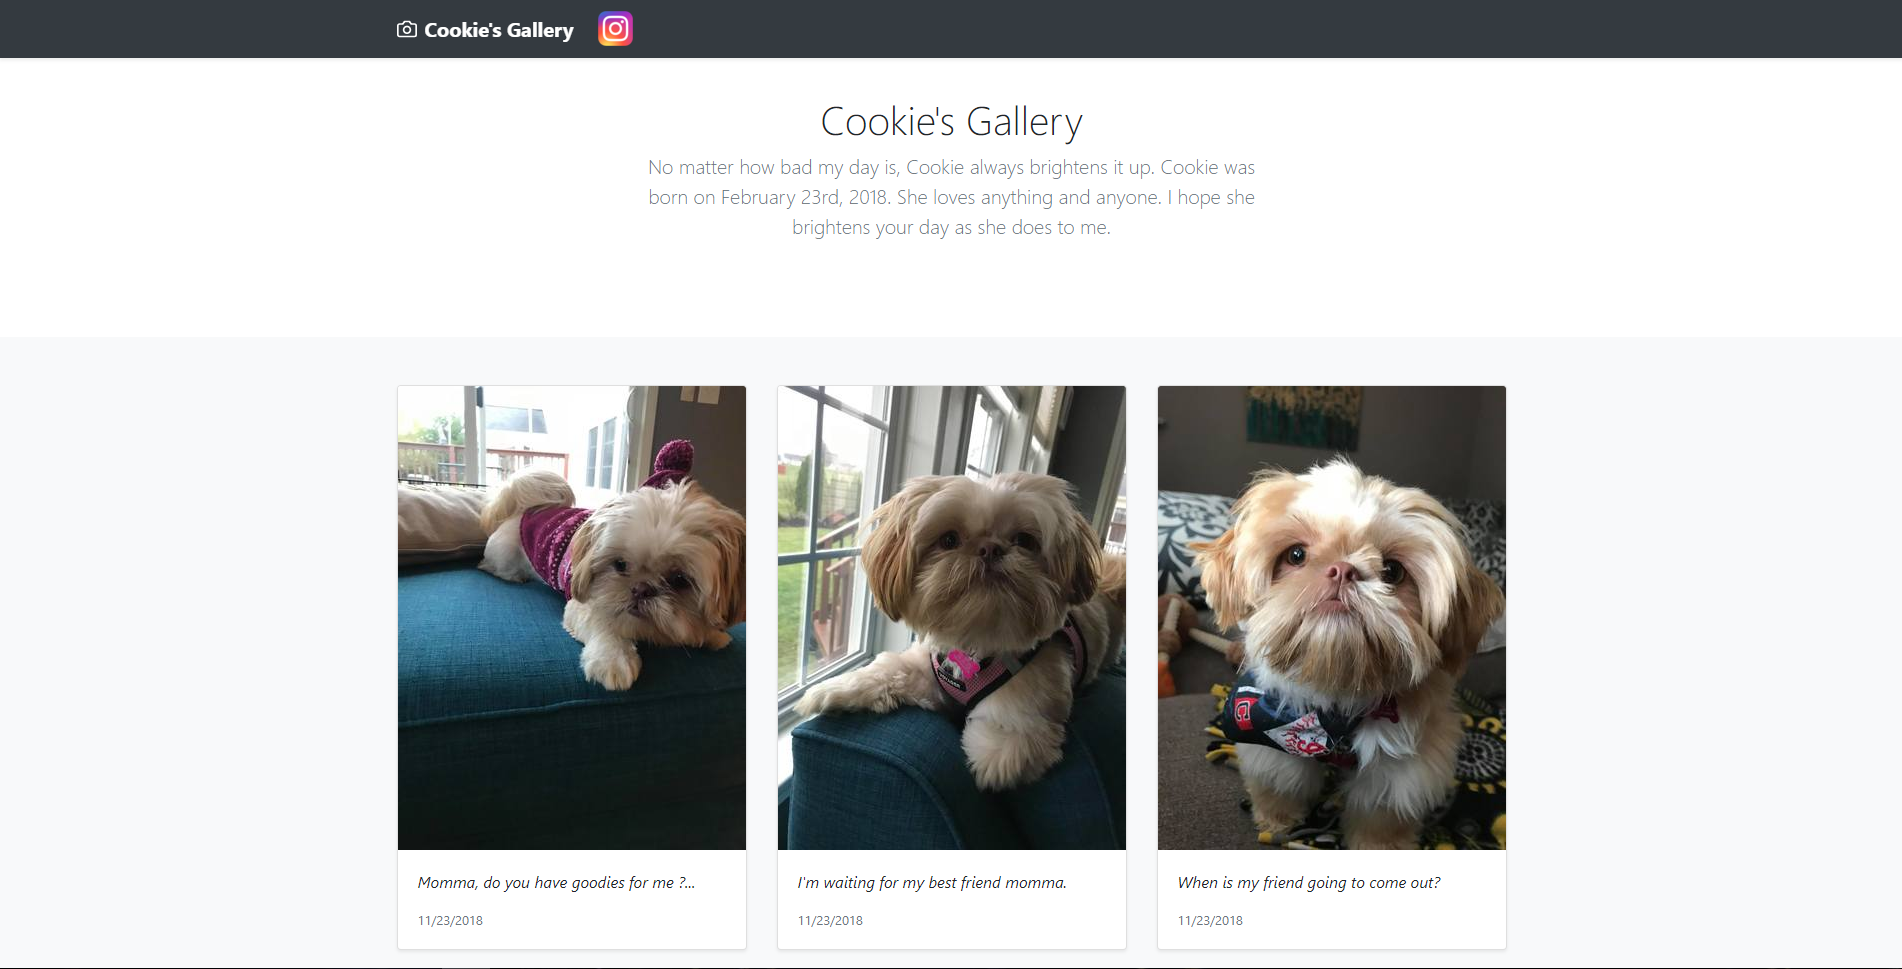 Cookie's Gallery
Cookie's Gallery
No matter how bad my day is, Cookie always brightens it up. Cookie was
born on February 23rd, 2018. She loves anything and anyone. I hope she
brightens your day as she does to me.
Momma, do you have goodies for me ?...
11/23/2018
I'm waiting for my best friend momma.
11/23/2018
When is my friend going to come out?
11/23/2018